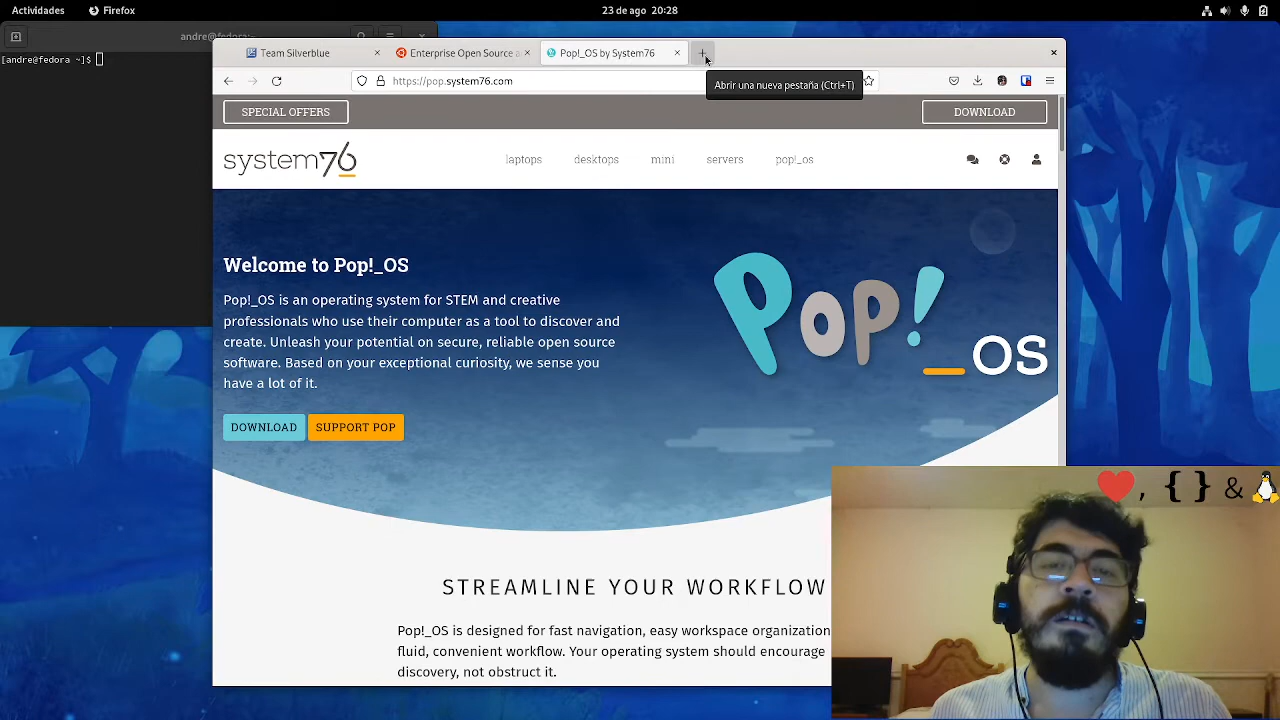 Actividades
Firefox
23 de ago 20:28
andre@fedora:~
[andre@fedora ~]$
Team Silverblue
Enterprise Open Source a
Pop!_OS by System76
https://pop.system76.com
Abrir una nueva pestaña (Ctrl+T)
SPECIAL OFFERS
DOWNLOAD
system76
laptops
desktops
mini
servers
pop!_os
Welcome to Pop!_OS
Pop!_OS is an operating system for STEM and creative
professionals who use their computer as a tool to discover and
create. Unleash your potential on secure, reliable open source
software. Based on your exceptional curiosity, we sense you
have a lot of it.
DOWNLOAD
SUPPORT POP
Pop!_OS
{ } &
STREAMLINE YOUR WORKFLOW
Pop!_OS is designed for fast navigation, easy workspace organization
fluid, convenient workflow. Your operating system should encourage
discovery, not obstruct it.